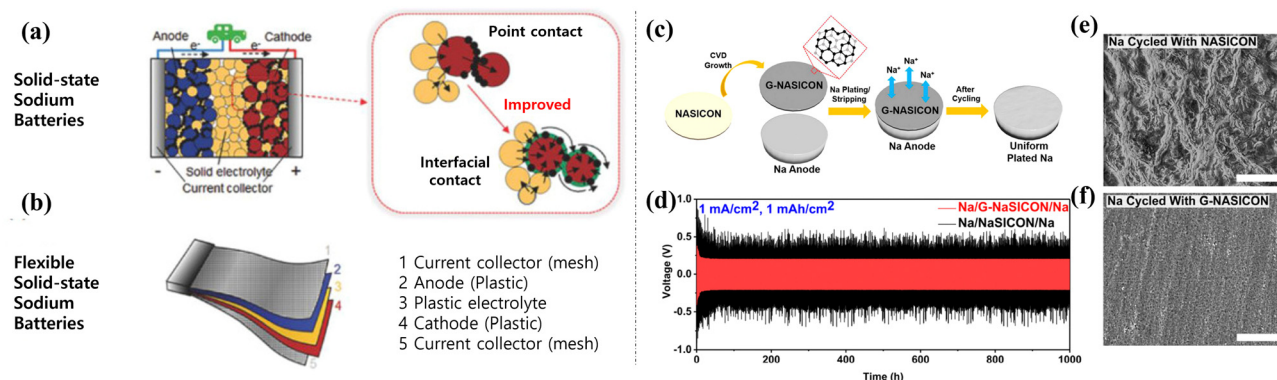 (a)
Anode
Cathode
e-
e-
Solid-state
Sodium
Batteries
-
Solid electrolyte
+
Current collector
Point contact
Improved
Interfacial
contact
(b)
Flexible
Solid-state
Sodium
Batteries
1
2
3
4
5
1 Current collector (mesh)
2 Anode (Plastic)
3 Plastic electrolyte
4 Cathode (Plastic)
5 Current collector (mesh)
(c)
CVD
Growth
NASICON
G-NASICON
Na Anode
Na Plating/
Stripping
Na+
Na+
Na+
G-NASICON
Na Anode
After
Cycling
Uniform
Plated Na
(d)
1 mA/cm2, 1 mAh/cm2
Na/G-NaSICON/Na
Na/NaSICON/Na
Voltage (V)
1.0
0.5
0.0
-0.5
-1.0
0
200
400
600
800
1000
Time (h)
(e)
Na Cycled With NASICON
(f)
Na Cycled With G-NASICON